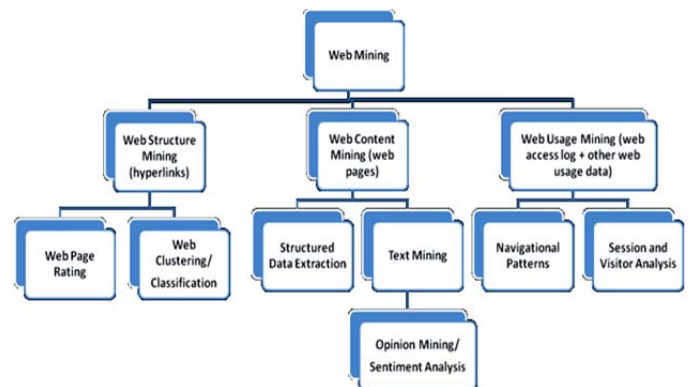 Web Mining
Web Structure
Mining
(hyperlinks)
Web Content
Mining (web
pages)
Web Usage Mining (web
access log + other web
usage data)
Web Page
Rating
Web
Clustering/
Classification
Structured
Data Extraction
Text Mining
Navigational
Patterns
Session and
Visitor Analysis
Opinion Mining/
Sentiment Analysis